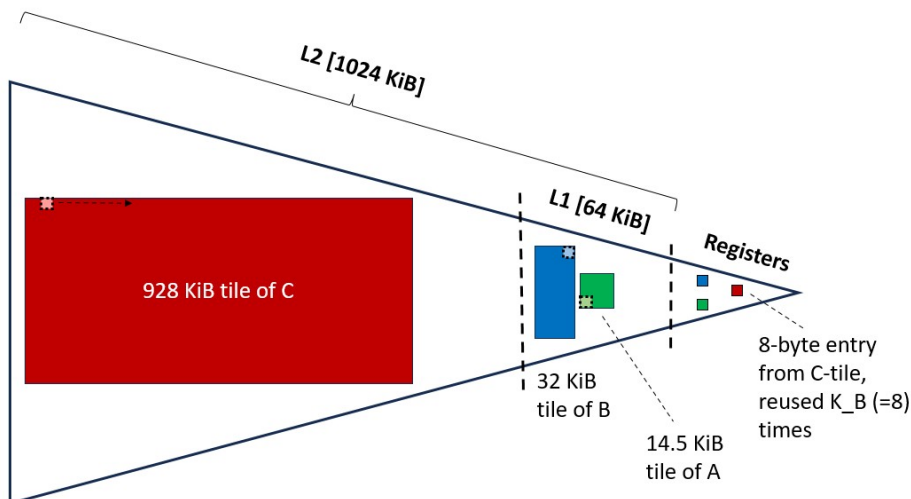 L2 [1024 KiB]
L1 [64 KiB]
Registers
928 KiB tile of C
32 KiB
tile of B
14.5 KiB
tile of A
8-byte entry
from C-tile,
reused K_B (=8)
times